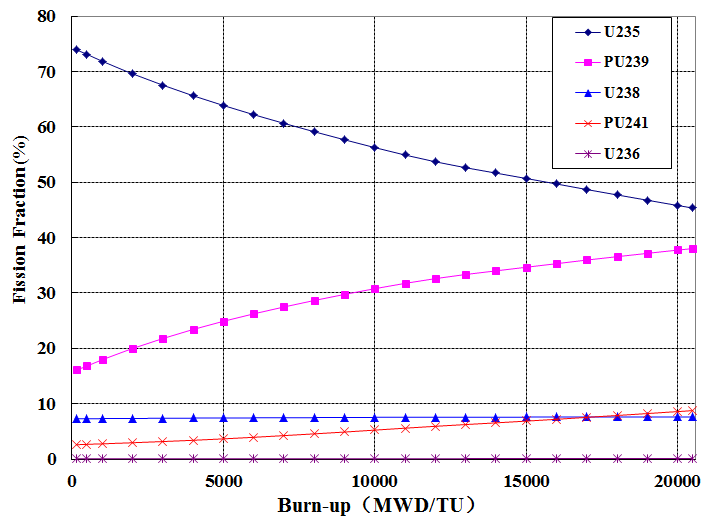 80
70
60
50
40
30
20
10
0
Fission Fraction(%)
U235
PU239
U238
PU241
U236
0 5000 10000 15000 20000
Burn-up（MWD/TU）